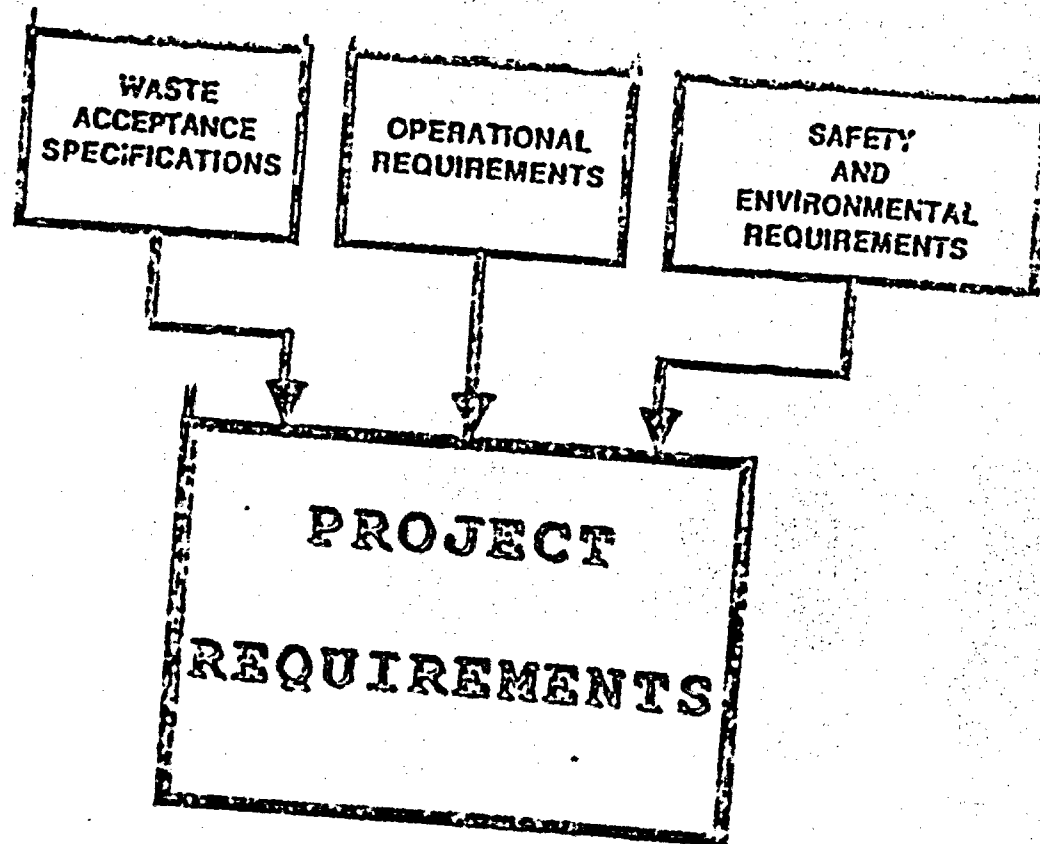 WASTE
ACCEPTANCE
SPECIFICATIONS
OPERATIONAL
REQUIREMENTS
SAFETY
AND
ENVIRONMENTAL
REQUIREMENTS
PROJECT
REQUIREMENTS